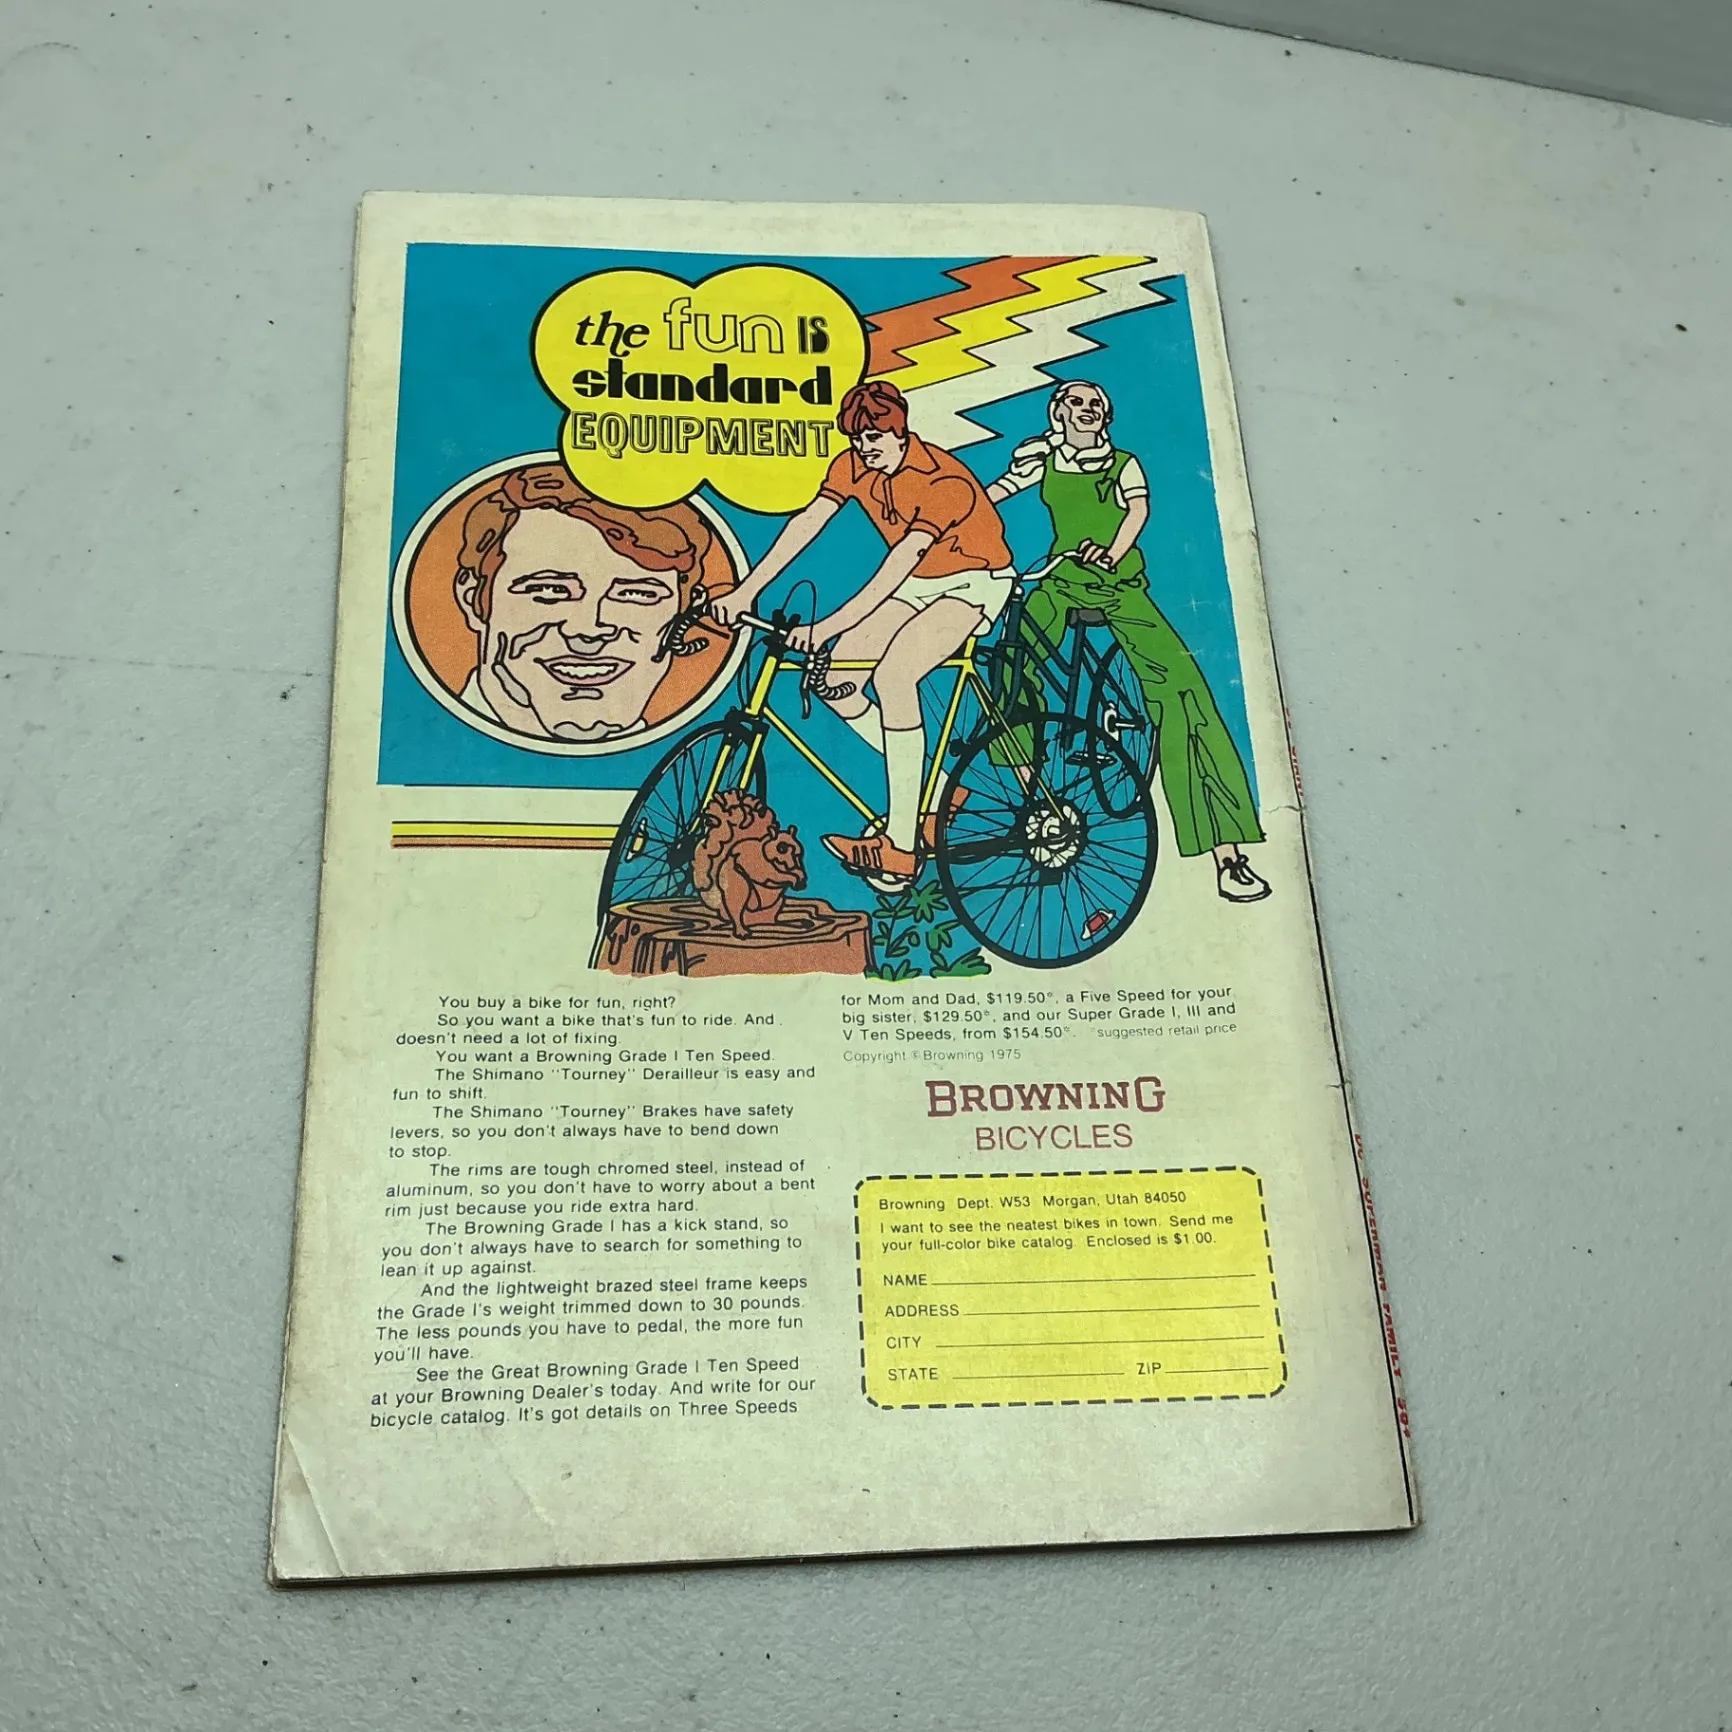 the fun IS
standard
EQUIPMENT
You buy a bike for fun, right?
So you want a bike that's fun to ride. And
doesn't need a lot of fixing.
You want a Browning Grade I Ten Speed.
The Shimano "Tourney" Derailleur is easy and
fun to shift.
The Shimano "Tourney" Brakes have safety
levers, so you don't always have to bend down
to stop.
The rims are tough chromed steel, instead of
aluminum, so you don't have to worry about a bent
rim just because you ride extra hard.
The Browning Grade I has a kick stand, so
you don't always have to search for something to
lean it up against.
And the lightweight brazed steel frame keeps
the Grade I's weight trimmed down to 30 pounds.
The less pounds you have to pedal, the more fun
you'll have.
See the Great Browning Grade I Ten Speed
at your Browning Dealer's today. And write for our
bicycle catalog. It's got details on Three Speeds
for Mom and Dad, $119.50*, a Five Speed for your
big sister, $129.50*, and our Super Grade I, III and
V Ten Speeds, from $154.50*. *suggested retail price
Copyright © Browning 1975
BROWNING
BICYCLES
Browning Dept. W53 Morgan, Utah 84050
I want to see the neatest bikes in town. Send me
your full-color bike catalog. Enclosed is $1.00.
NAME
ADDRESS
CITY
STATE ZIP
DC SUPERMAN FAMILY